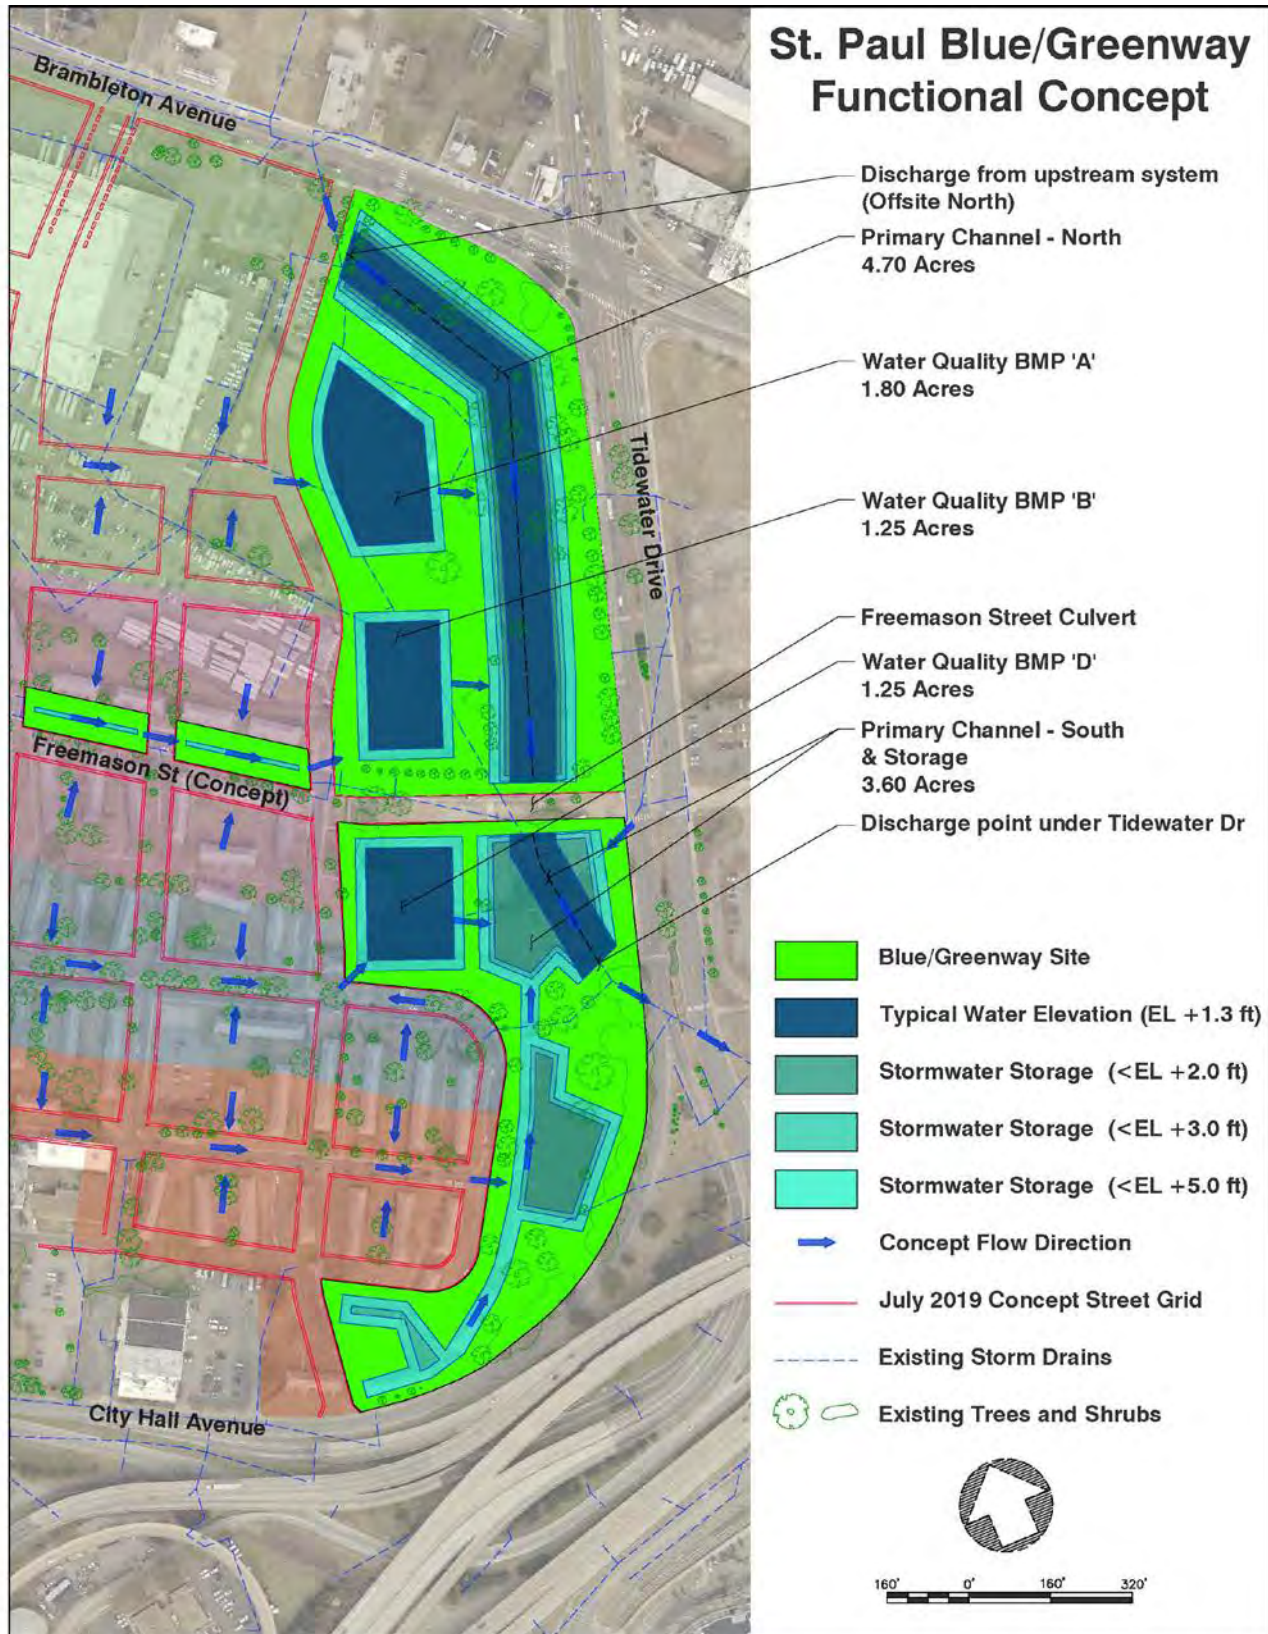 St. Paul Blue/Greenway
Functional Concept
Brambleton Avenue
Discharge from upstream system
(Offsite North)
Primary Channel - North
4.70 Acres
Water Quality BMP 'A'
1.80 Acres
Tidewater Drive
Water Quality BMP 'B'
1.25 Acres
Freemason Street Culvert
Water Quality BMP 'D'
1.25 Acres
Freemason St (Concept)
Primary Channel - South
& Storage
3.60 Acres
Discharge point under Tidewater Dr
Blue/Greenway Site
Typical Water Elevation (EL +1.3 ft)
Stormwater Storage (<EL +2.0 ft)
Stormwater Storage (<EL +3.0 ft)
Stormwater Storage (<EL +5.0 ft)
Concept Flow Direction
July 2019 Concept Street Grid
Existing Storm Drains
Existing Trees and Shrubs
City Hall Avenue
160' 0' 160' 320'